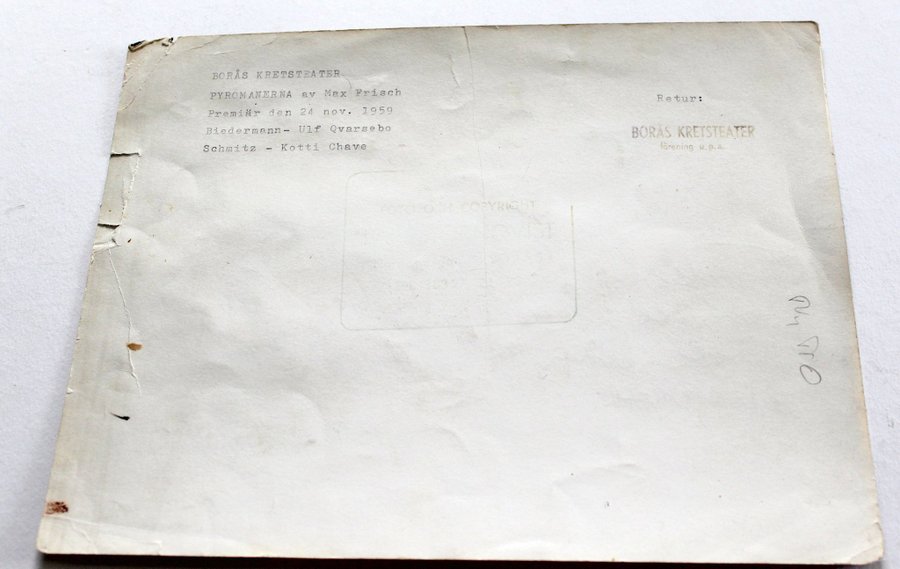 BORÅS KRETSTEATER
PYROMANERNA av Max Frisch
Premiär den 24 nov. 1959
Biedermann- Ulf Qvarsebo
Schmitz - Kotti Chave
Retur:
BORÅS KRETSTEATER
förening u.p.a.
COPYRIGHT